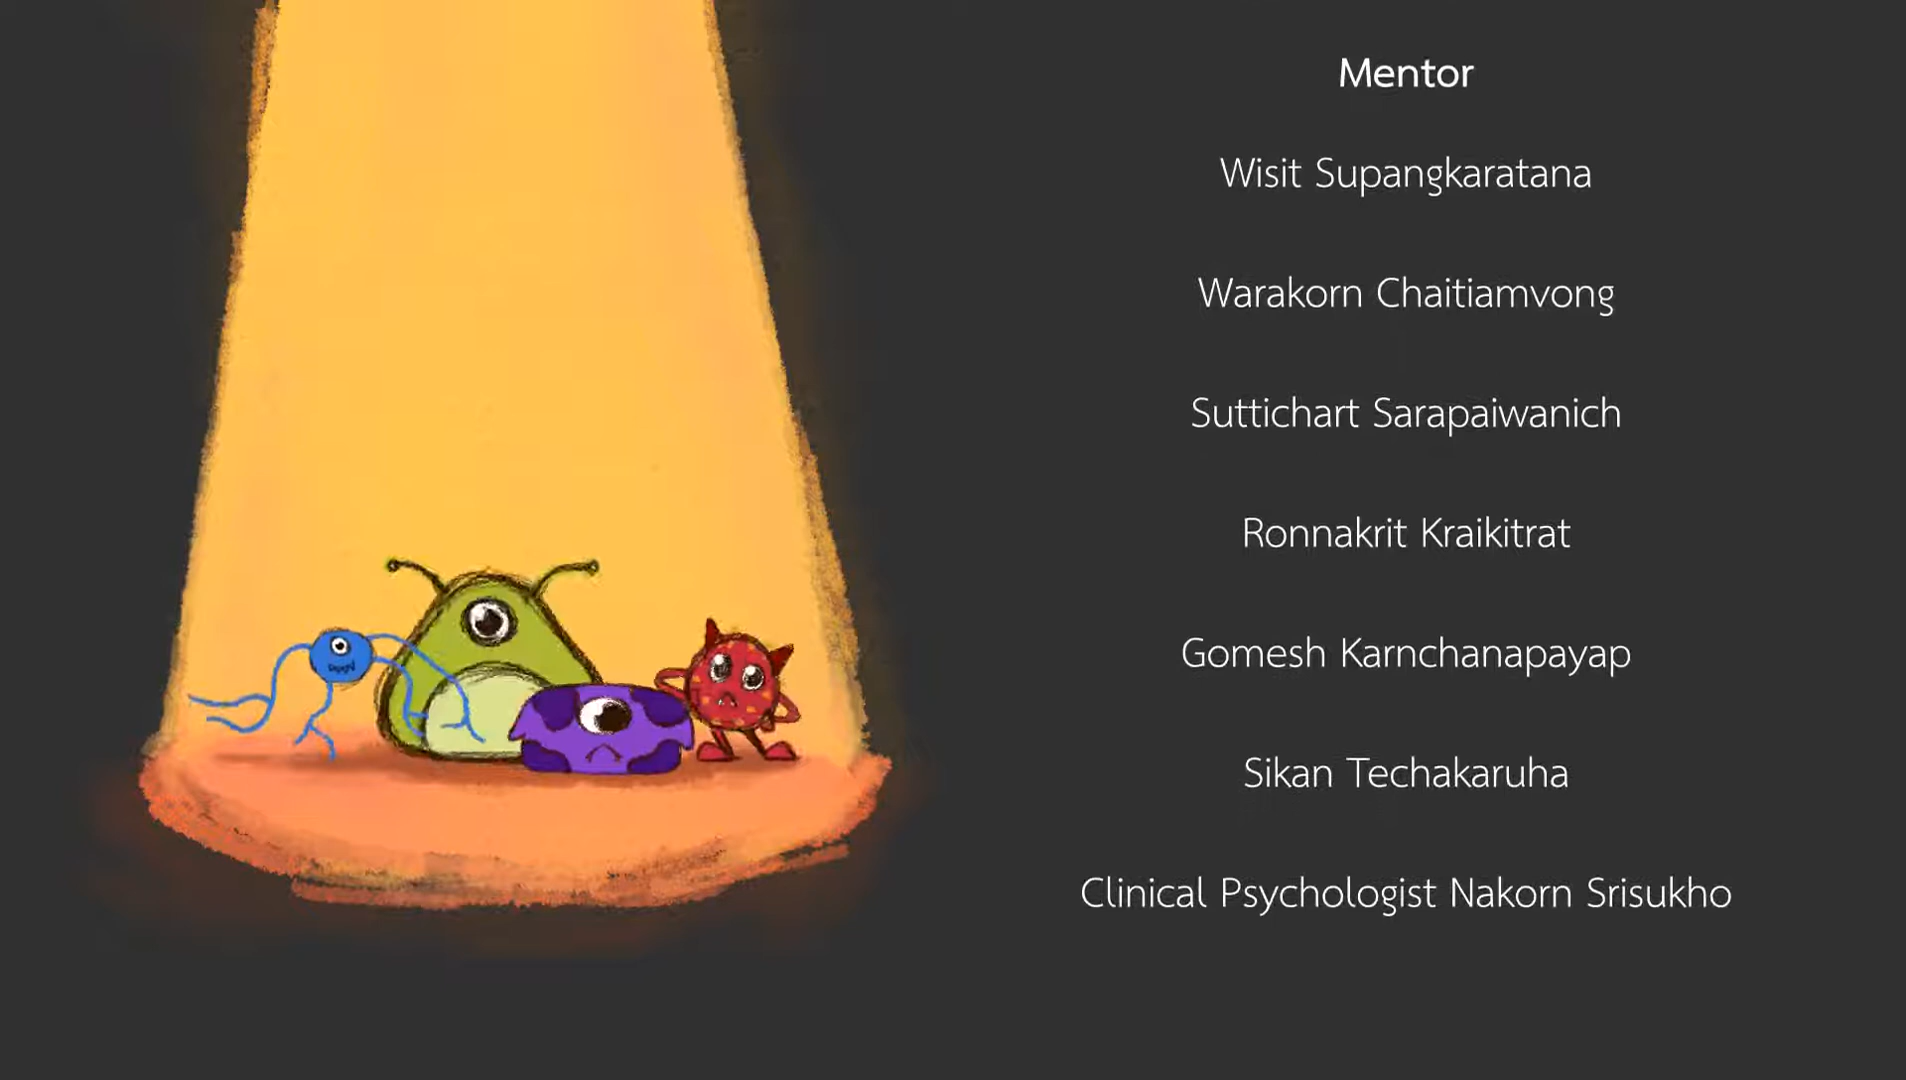 Mentor
Wisit Supangkaratana
Warakorn Chaitiamvong
Suttichart Sarapaiwanich
Ronnakrit Kraikitrat
Gomesh Karnchanapayap
Sikan Techakaruha
Clinical Psychologist Nakorn Srisukho